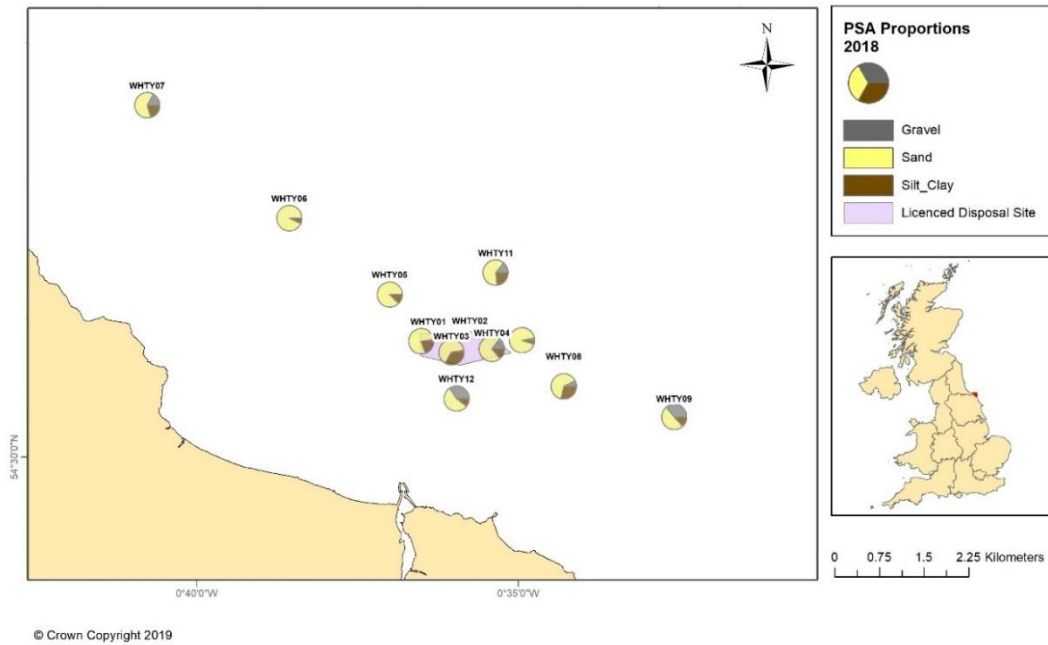 N
WHTY07
WHTY06
WHTY11
WHTY05
WHTY01
WHTY02
WHTY03
WHTY04
WHTY08
WHTY12
WHTY09
54°30'0"N
0°40'0"W
0°35'0"W
PSA Proportions
2018
Gravel
Sand
Silt_Clay
Licenced Disposal Site
0 0.75 1.5 2.25 Kilometers
© Crown Copyright 2019